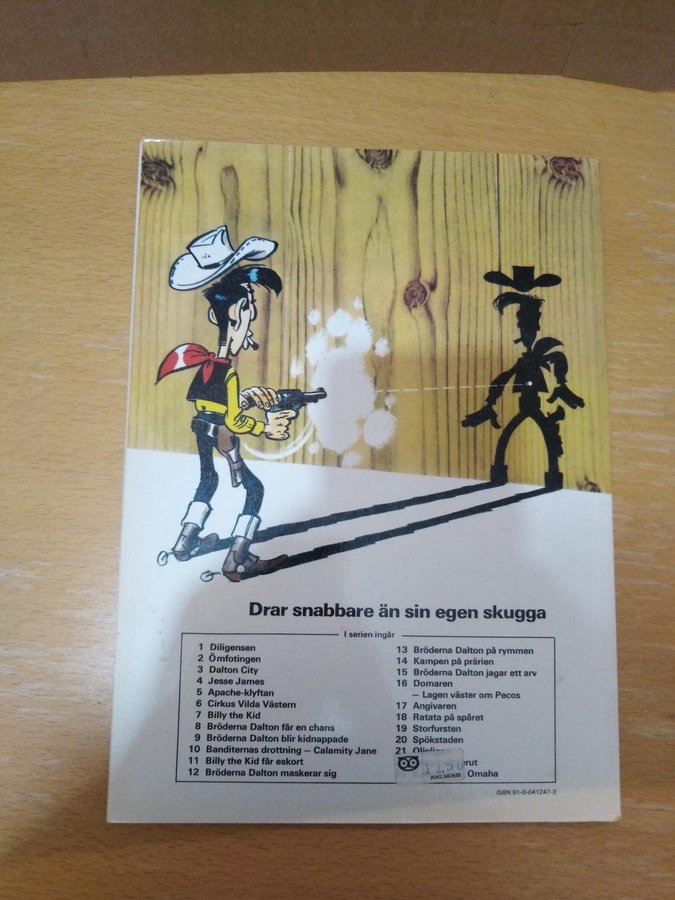 Drar snabbare än sin egen skugga
I serien ingår
1 Diligensen
2 Ömfotingen
3 Dalton City
4 Jesse James
5 Apache-klyftan
6 Cirkus Vilda Västern
7 Billy the Kid
8 Bröderna Dalton får en chans
9 Bröderna Dalton blir kidnappade
10 Banditernas drottning – Calamity Jane
11 Billy the Kid får eskort
12 Bröderna Dalton maskerar sig
13 Bröderna Dalton på rymmen
14 Kampen på prärien
15 Bröderna Dalton jagar ett arv
16 Domaren
– Lagen väster om Pecos
17 Angivaren
18 Ratata på spåret
19 Storfursten
20 Spökstaden
21
Omaha
INKL.MOMS
ISBN 91-0-041247-3